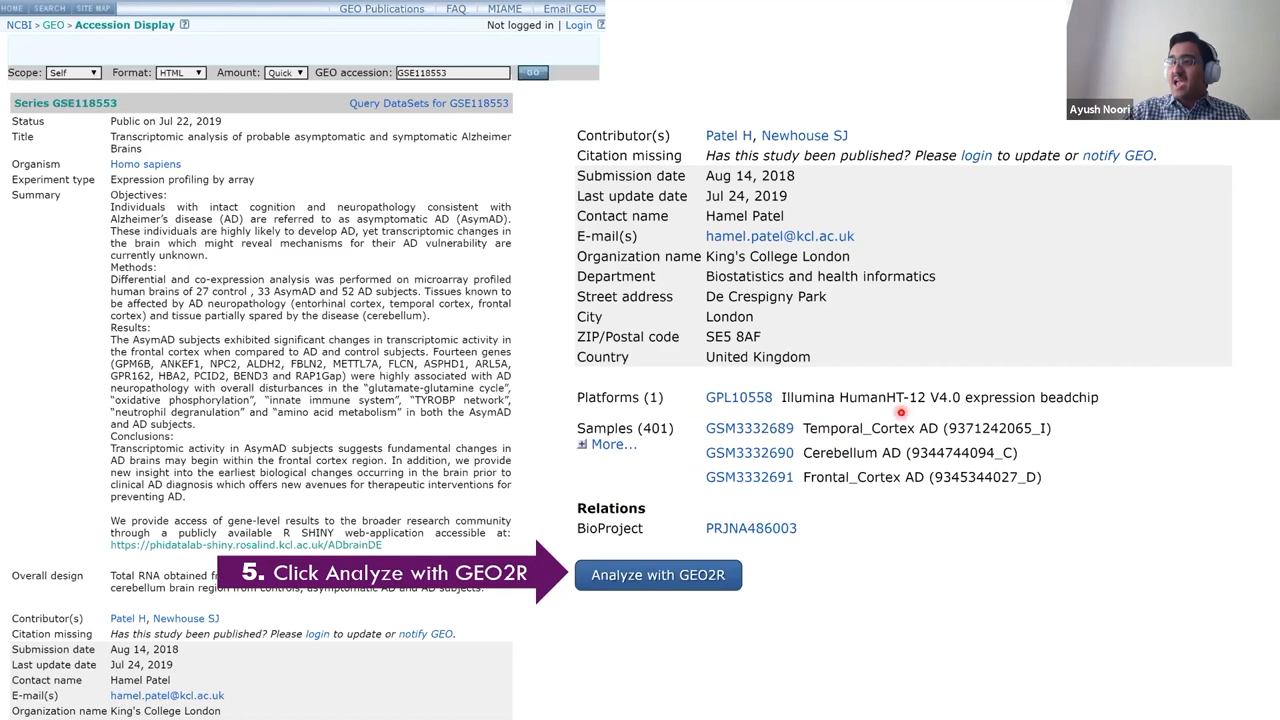 HOME SEARCH SITE MAP
GEO Publications FAQ MIAME Email GEO
NCBI > GEO > Accession Display ?
Not logged in | Login ?
Scope: Self Format: HTML Amount: Quick GEO accession: GSE118553 GO
Series GSE118553 Query DataSets for GSE118553
Status Public on Jul 22, 2019
Title Transcriptomic analysis of probable asymptomatic and symptomatic Alzheimer
Brains
Organism Homo sapiens
Experiment type Expression profiling by array
Summary Objectives:
Individuals with intact cognition and neuropathology consistent with
Alzheimer's disease (AD) are referred to as asymptomatic AD (AsymAD).
These individuals are highly likely to develop AD, yet transcriptomic changes in
the brain which might reveal mechanisms for their AD vulnerability are
currently unknown.
Methods:
Differential and co-expression analysis was performed on microarray profiled
human brains of 27 control , 33 AsymAD and 52 AD subjects. Tissues known to
be affected by AD neuropathology (entorhinal cortex, temporal cortex, frontal
cortex) and tissue partially spared by the disease (cerebellum).
Results:
The AsymAD subjects exhibited significant changes in transcriptomic activity in
the frontal cortex when compared to AD and control subjects. Fourteen genes
(GPM6B, ANKEF1, NPC2, ALDH2, FBLN2, METTL7A, FLCN, ASPHD1, ARL5A,
GPR162, HBA2, PCID2, BEND3 and RAP1Gap) were highly associated with AD
neuropathology with overall disturbances in the "glutamate-glutamine cycle",
"oxidative phosphorylation", "innate immune system", "TYROBP network",
"neutrophil degranulation" and "amino acid metabolism" in both the AsymAD
and AD subjects.
Conclusions:
Transcriptomic activity in AsymAD subjects suggests fundamental changes in
AD brains may begin within the frontal cortex region. In addition, we provide
new insight into the earliest biological changes occurring in the brain prior to
clinical AD diagnosis which offers new avenues for therapeutic interventions for
preventing AD.
We provide access of gene-level results to the broader research community
through a publicly available R SHINY web-application accessible at:
https://phidatalab-shiny.rosalind.kcl.ac.uk/ADbrainDE
Overall design Total RNA obtained
cerebellum brain region from controls, asymptomatic AD and AD subjects.
Contributor(s) Patel H, Newhouse SJ
Citation missing Has this study been published? Please login to update or notify GEO.
Submission date Aug 14, 2018
Last update date Jul 24, 2019
Contact name Hamel Patel
E-mail(s) hamel.patel@kcl.ac.uk
Organization name King's College London
5. Click Analyze with GEO2R
Ayush Noori
Contributor(s) Patel H, Newhouse SJ
Citation missing Has this study been published? Please login to update or notify GEO.
Submission date Aug 14, 2018
Last update date Jul 24, 2019
Contact name Hamel Patel
E-mail(s) hamel.patel@kcl.ac.uk
Organization name King's College London
Department Biostatistics and health informatics
Street address De Crespigny Park
City London
ZIP/Postal code SE5 8AF
Country United Kingdom
Platforms (1) GPL10558 Illumina HumanHT-12 V4.0 expression beadchip
Samples (401) GSM3332689 Temporal_Cortex AD (9371242065_I)
More... GSM3332690 Cerebellum AD (9344744094_C)
GSM3332691 Frontal_Cortex AD (9345344027_D)
Relations
BioProject PRJNA486003
Analyze with GEO2R